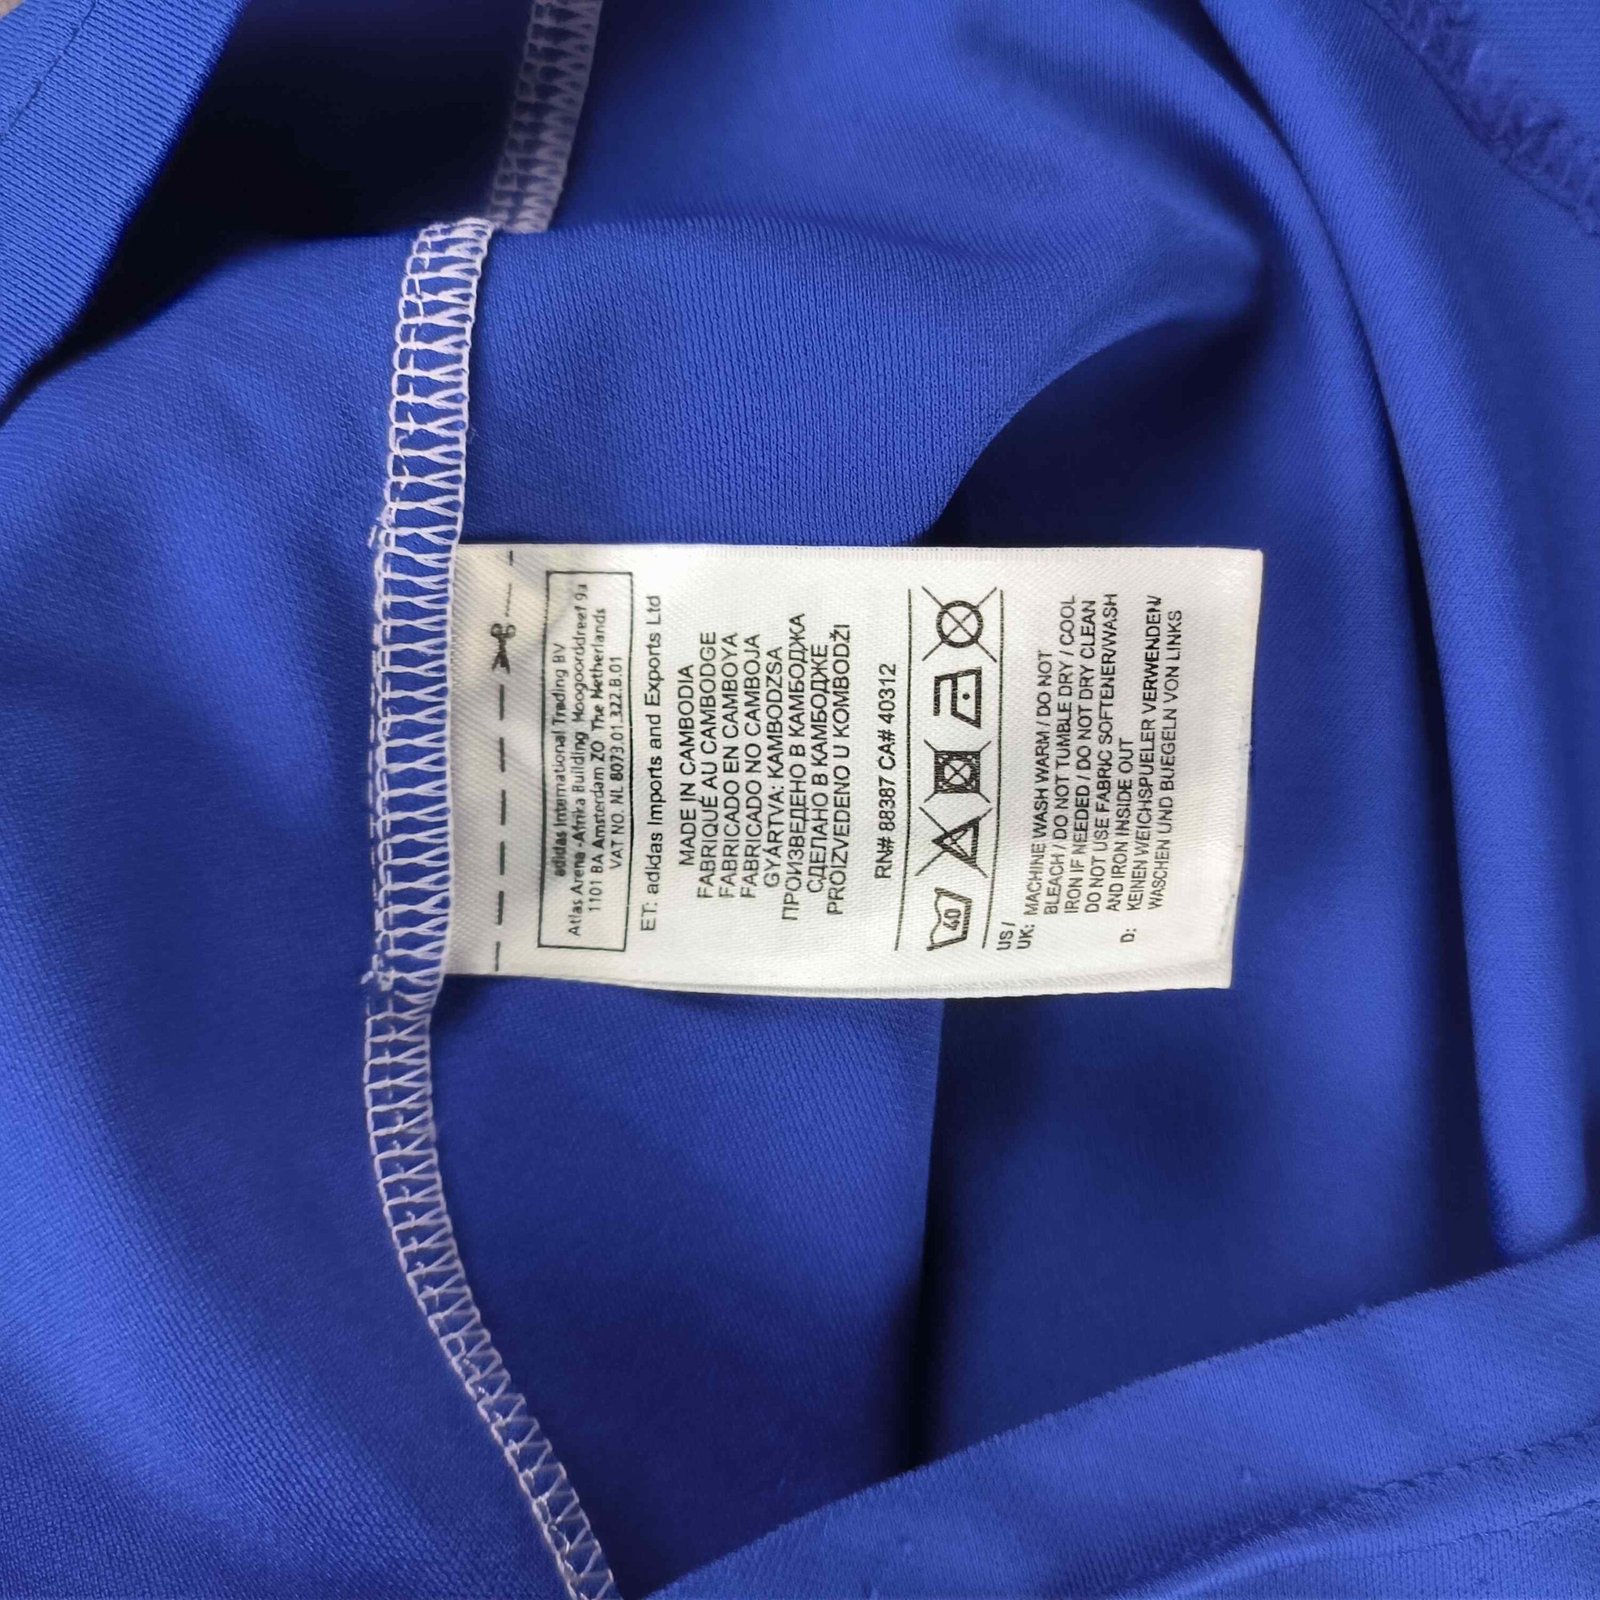 adidas International Trading BV
Atlas Arena -Afrika Building Hoogoorddreef 9a
1101 BA Amsterdam ZO The Netherlands
VAT NO. NL 8073.01.322.B.01
ET: adidas Imports and Exports Ltd
MADE IN CAMBODIA
FABRIQUÉ AU CAMBODGE
FABRICADO EN CAMBOYA
FABRICADO NO CAMBOJA
GYÁRTVA: KAMBODZSA
ПРОИЗВЕДЕНО В КАМБОДЖА
СДЕЛАНО В КАМБОДЖЕ
PROIZVEDENO U KOMBODŽI
RN# 88387 CA# 40312
40
US /
UK: MACHINE WASH WARM / DO NOT
BLEACH / DO NOT TUMBLE DRY / COOL
IRON IF NEEDED / DO NOT DRY CLEAN
DO NOT USE FABRIC SOFTENER/WASH
AND IRON INSIDE OUT
D: KEINEN WEICHSPUELER VERWENDEN/
WASCHEN UND BUEGELN VON LINKS